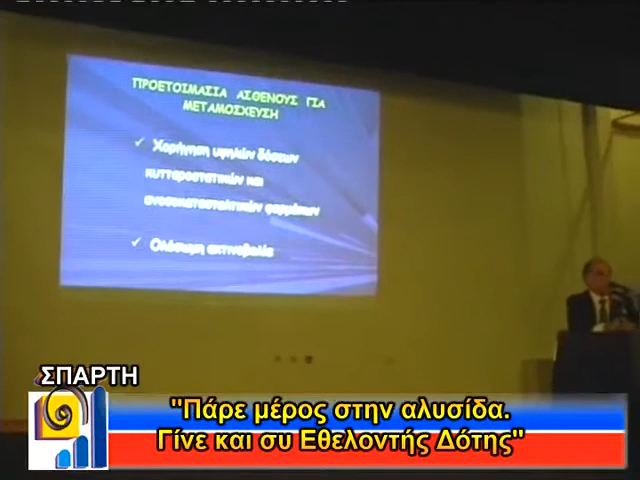 ΠΡΟΕΤΟΙΜΑΣΙΑ ΑΣΘΕΝΟΥΣ ΓΙΑ
ΜΕΤΑΜΟΣΧΕΥΣΗ
✓ Χορήγηση υψηλών δόσεων
κυτταροστατικών και
ανοσοκατασταλτικών φαρμάκων
✓ Ολόσωμη ακτινοβολία
ΣΠΑΡΤΗ
"Πάρε μέρος στην αλυσίδα.
Γίνε και συ Εθελοντής Δότης"